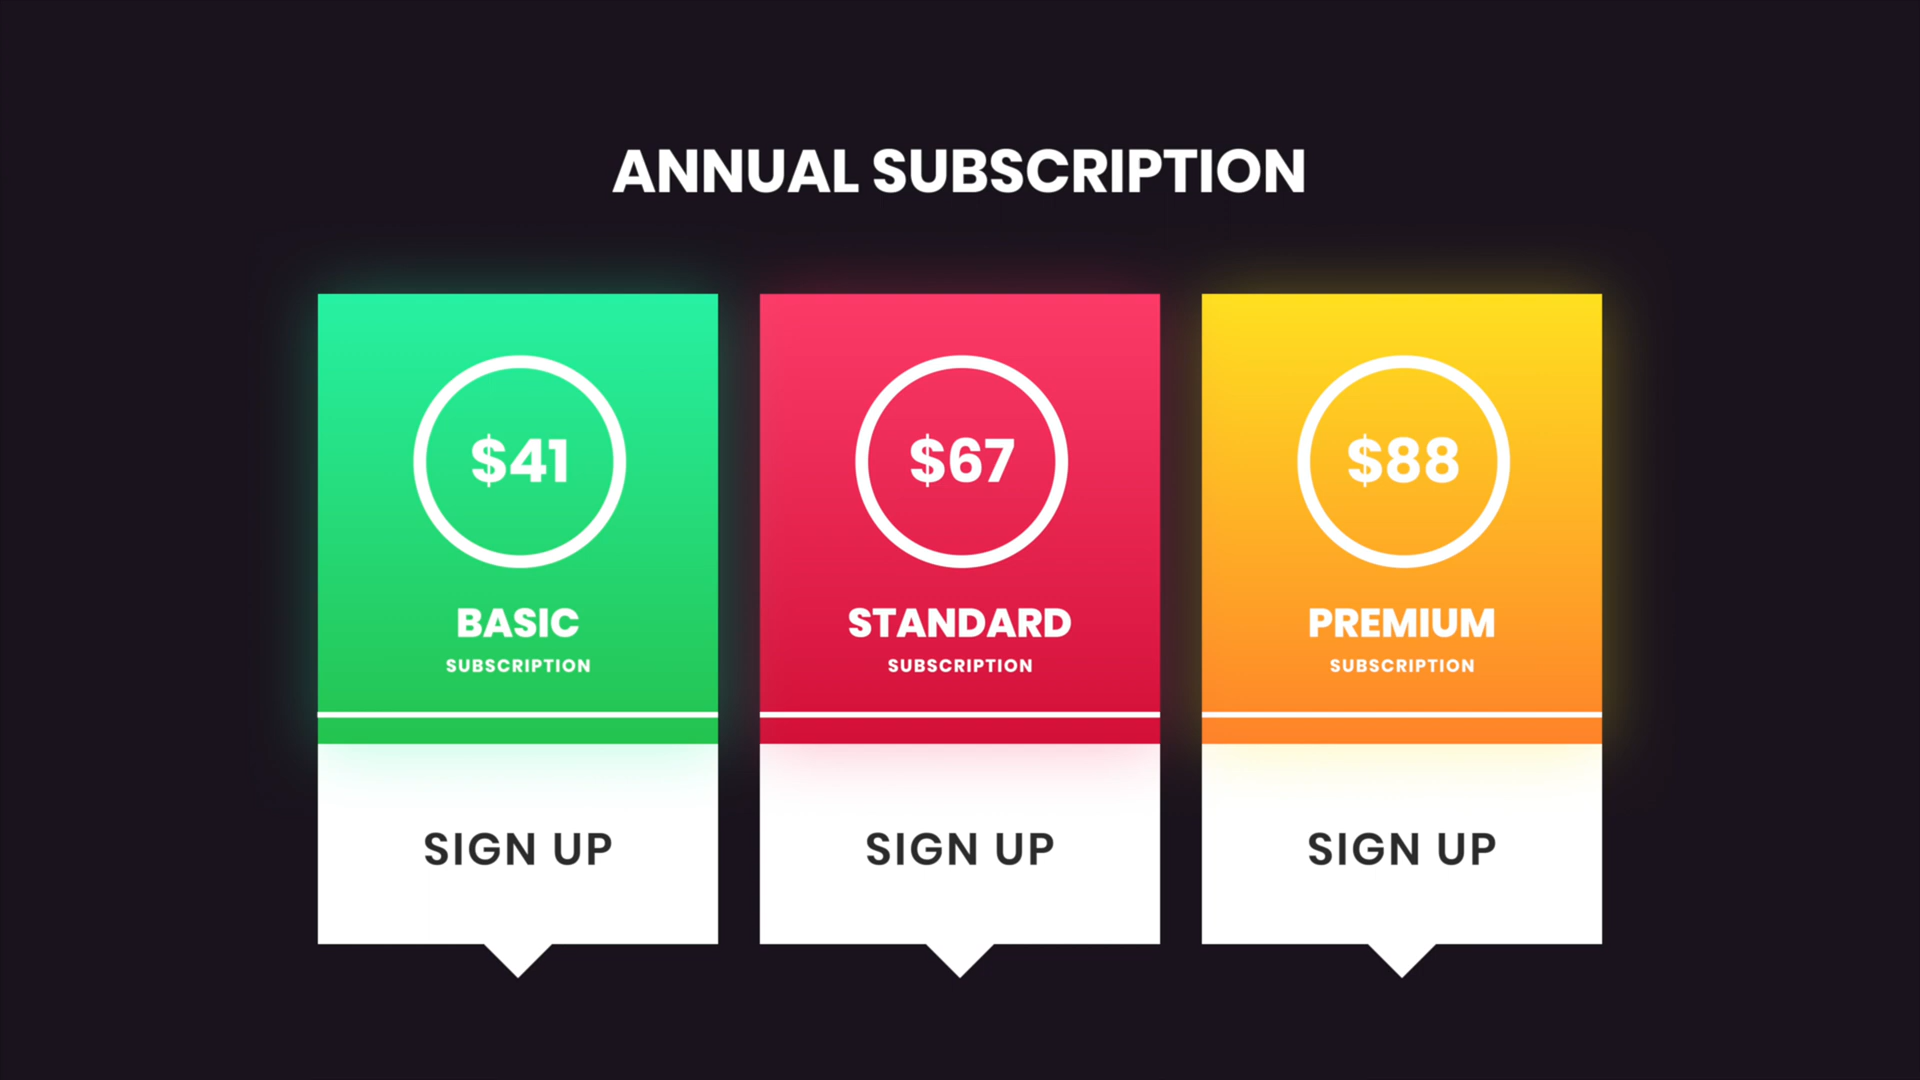 ANNUAL SUBSCRIPTION
$41
BASIC
SUBSCRIPTION
SIGN UP
$67
STANDARD
SUBSCRIPTION
SIGN UP
$88
PREMIUM
SUBSCRIPTION
SIGN UP